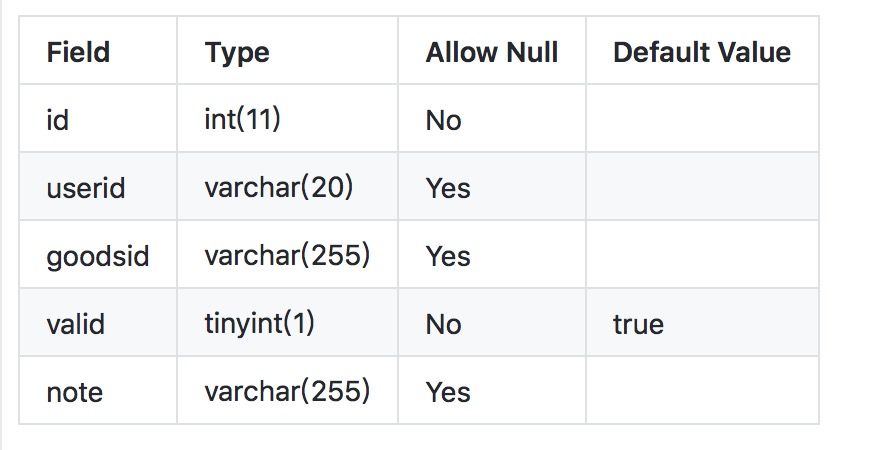 Field Type Allow Null Default Value
id int(11) No
userid varchar(20) Yes
goodsid varchar(255) Yes
valid tinyint(1) No true
note varchar(255) Yes